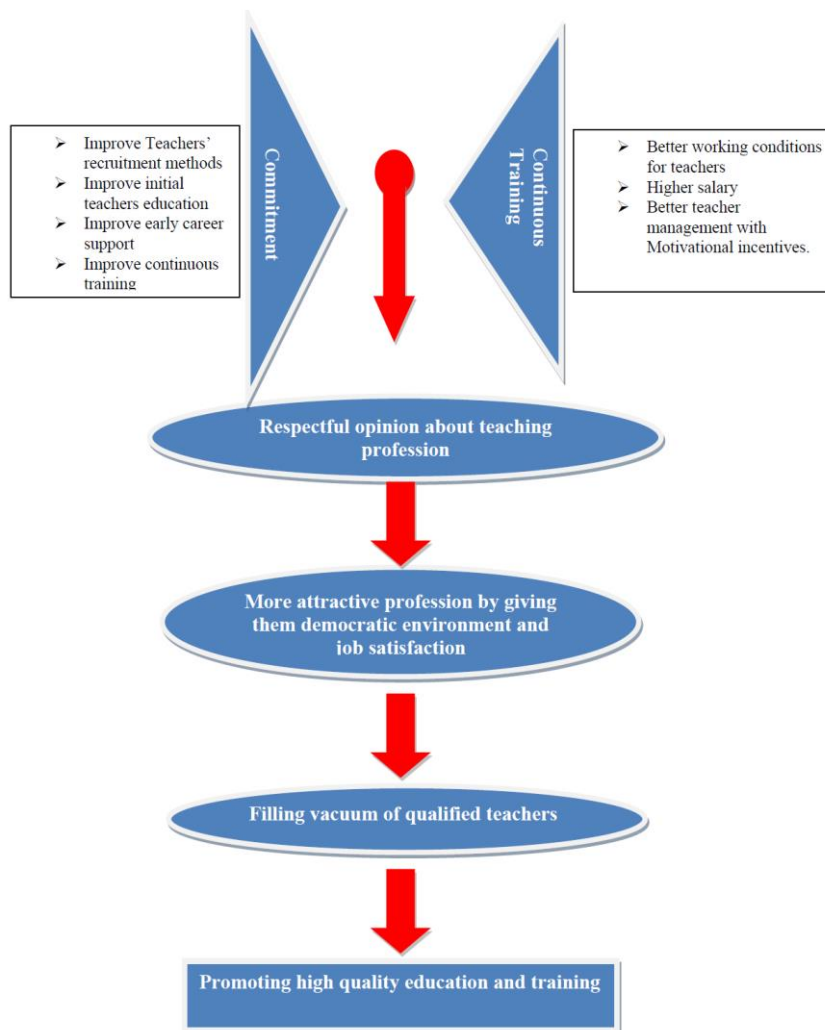 Improve Teachers'
recruitment methods
Improve initial
teachers education
Improve early career
support
Improve continuous
training
Commitment
Continuous
Training
Better working conditions
for teachers
Higher salary
Better teacher
management with
Motivational incentives.
Respectful opinion about teaching
profession
More attractive profession by giving
them democratic environment and
job satisfaction
Filling vacuum of qualified teachers
Promoting high quality education and training